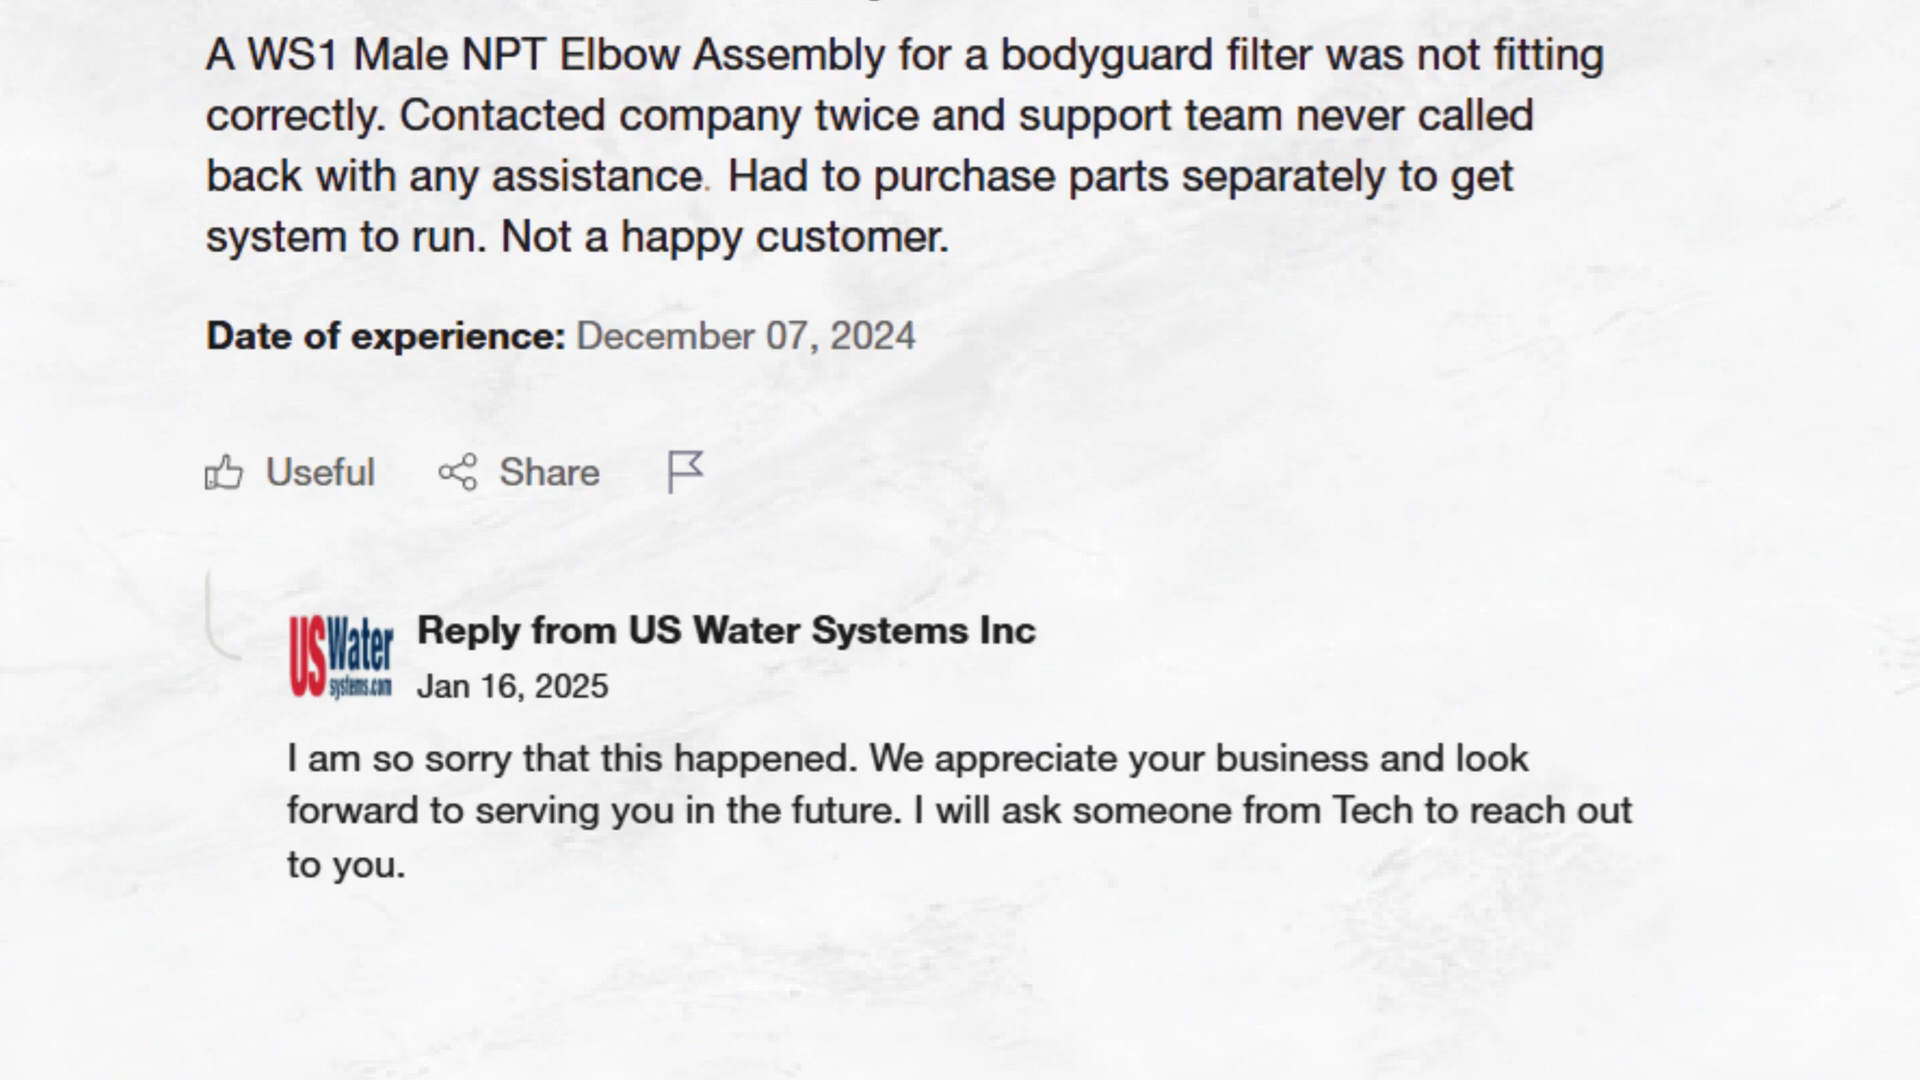 A WS1 Male NPT Elbow Assembly for a bodyguard filter was not fitting
correctly. Contacted company twice and support team never called
back with any assistance. Had to purchase parts separately to get
system to run. Not a happy customer.
Date of experience: December 07, 2024
Useful Share
US Water systems.com
Reply from US Water Systems Inc
Jan 16, 2025
I am so sorry that this happened. We appreciate your business and look
forward to serving you in the future. I will ask someone from Tech to reach out
to you.